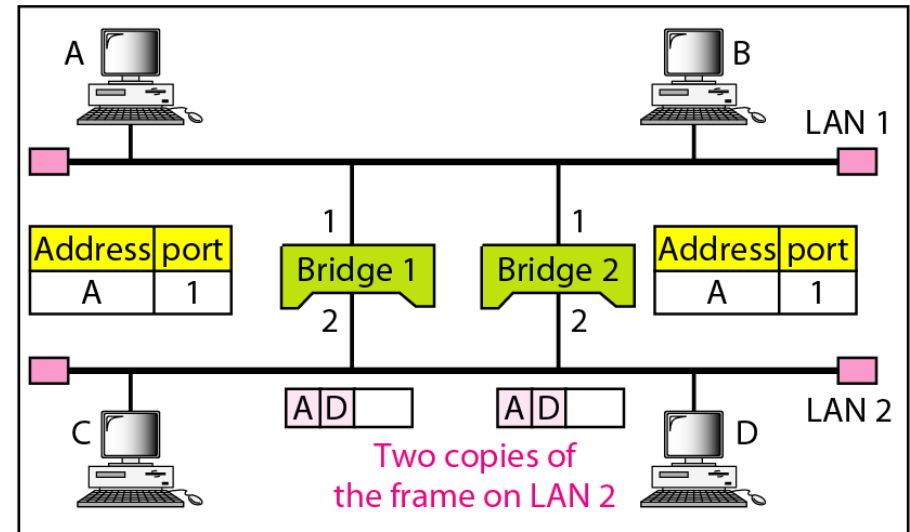 A
B
LAN 1
1
1
Address port
A 1
Bridge 1
Bridge 2
Address port
A 1
2
2
A D
A D
LAN 2
C
D
Two copies of
the frame on LAN 2